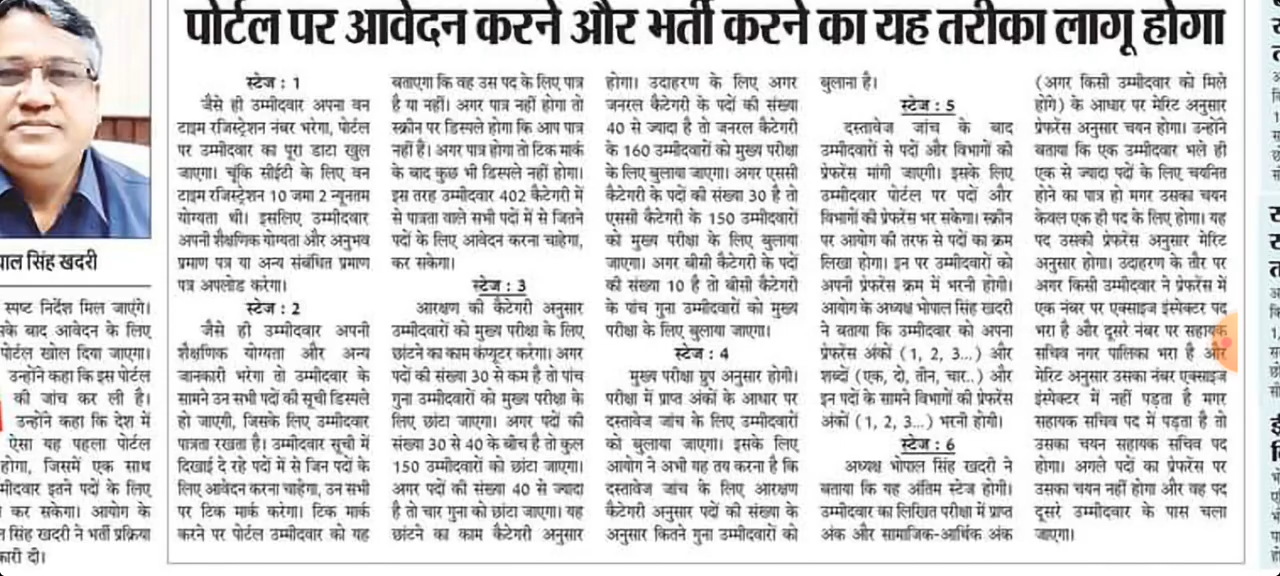 पोर्टल पर आवेदन करने और भर्ती करने का यह तरीका लागू होगा
पाल सिंह खदरी
स्पष्ट निर्देश मिल जाएंगे।
सके बाद आवेदन के लिए
पोर्टल खोल दिया जाएगा।
उन्होंने कहा कि इस पोर्टल
की जांच कर ली है।
उन्होंने कहा कि देश में
ऐसा यह पहला पोर्टल
होगा, जिसमें एक साथ
म्मीदवार इतने पदों के लिए
कर सकेगा। आयोग के
सिंह खदरी ने भर्ती प्रक्रिया
कारी दी।
स्टेज : 1
जैसे ही उम्मीदवार अपना वन
टाइम रजिस्ट्रेशन नंबर भरेगा, पोर्टल
पर उम्मीदवार का पूरा डाटा खुल
जाएगा। चूंकि सीईटी के लिए वन
टाइम रजिस्ट्रेशन 10 जमा 2 न्यूनतम
योग्यता थी। इसलिए उम्मीदवार
अपनी शैक्षणिक योग्यता और अनुभव
प्रमाण पत्र या अन्य संबंधित प्रमाण
पत्र अपलोड करेगा।
स्टेज : 2
जैसे ही उम्मीदवार अपनी
शैक्षणिक योग्यता और अन्य
जानकारी भरेगा तो उम्मीदवार के
सामने उन सभी पदों की सूची डिस्पले
हो जाएगी, जिसके लिए उम्मीदवार
पात्रता रखता है। उम्मीदवार सूची में
दिखाई दे रहे पदों में से जिन पदों के
लिए आवेदन करना चाहेगा, उन सभी
पर टिक मार्क करेगा। टिक मार्क
करने पर पोर्टल उम्मीदवार को यह
बताएगा कि वह उस पद के लिए पात्र
है या नहीं। अगर पात्र नहीं होगा तो
स्क्रीन पर डिस्पले होगा कि आप पात्र
नहीं है। अगर पात्र होगा तो टिक मार्क
के बाद कुछ भी डिस्पले नहीं होगा।
इस तरह उम्मीदवार 402 कैटेगरी में
से पात्रता वाले सभी पदों में से जितने
पदों के लिए आवेदन करना चाहेगा,
कर सकेगा।
स्टेज : 3
आरक्षण की कैटेगरी अनुसार
उम्मीदवारों को मुख्य परीक्षा के लिए
छांटने का काम कंप्यूटर करेगा। अगर
पदों की संख्या 30 से कम है तो पांच
गुना उम्मीदवारों को मुख्य परीक्षा के
लिए छांटा जाएगा। अगर पदों की
संख्या 30 से 40 के बीच है तो कुल
150 उम्मीदवारों को छांटा जाएगा।
अगर पदों की संख्या 40 से ज्यादा
है तो चार गुना को छांटा जाएगा। यह
छांटने का काम कैटेगरी अनुसार
होगा। उदाहरण के लिए अगर
जनरल कैटेगरी के पदों की संख्या
40 से ज्यादा है तो जनरल कैटेगरी
के 160 उम्मीदवारों को मुख्य परीक्षा
के लिए बुलाया जाएगा। अगर एससी
कैटेगरी के पदों की संख्या 30 है तो
एससी कैटेगरी के 150 उम्मीदवारों
को मुख्य परीक्षा के लिए बुलाया
जाएगा। अगर बीसी कैटेगरी के पदों
की संख्या 10 है तो बीसी कैटेगरी
के पांच गुना उम्मीदवारों को मुख्य
परीक्षा के लिए बुलाया जाएगा।
स्टेज : 4
मुख्य परीक्षा ग्रुप अनुसार होगी।
परीक्षा में प्राप्त अंकों के आधार पर
दस्तावेज जांच के लिए उम्मीदवारों
को बुलाया जाएगा। इसके लिए
आयोग ने अभी यह तय करना है कि
दस्तावेज जांच के लिए आरक्षण
कैटेगरी अनुसार पदों की संख्या के
अनुसार कितने गुना उम्मीदवारों को
बुलाना है।
स्टेज : 5
दस्तावेज जांच के बाद
उम्मीदवारों से पदों और विभागों की
प्रेफरेंस मांगी जाएगी। इसके लिए
उम्मीदवार पोर्टल पर पदों और
विभागों की प्रेफरेंस भर सकेगा। स्क्रीन
पर आयोग की तरफ से पदों का क्रम
लिखा होगा। इन पर उम्मीदवारों को
अपनी प्रेफरेंस क्रम में भरनी होगी।
आयोग के अध्यक्ष भोपाल सिंह खदरी
ने बताया कि उम्मीदवार को अपना
प्रेफरेंस अंकों (1, 2, 3...) और
शब्दों (एक, दो, तीन, चार..) और
इन पदों के सामने विभागों की प्रेफरेंस
अंकों (1, 2, 3...) भरनी होगी।
स्टेज : 6
अध्यक्ष भोपाल सिंह खदरी ने
बताया कि यह अंतिम स्टेज होगी।
उम्मीदवार का लिखित परीक्षा में प्राप्त
अंक और सामाजिक-आर्थिक अंक
(अगर किसी उम्मीदवार को मिले
होंगे) के आधार पर मेरिट अनुसार
प्रेफरेंस अनुसार चयन होगा। उन्होंने
बताया कि एक उम्मीदवार भले ही
एक से ज्यादा पदों के लिए चयनित
होने का पात्र हो मगर उसका चयन
केवल एक ही पद के लिए होगा। यह
पद उसकी प्रेफरेंस अनुसार मेरिट
अनुसार होगा। उदाहरण के तौर पर
अगर किसी उम्मीदवार ने प्रेफरेंस में
एक नंबर पर एक्साइज इंस्पेक्टर पद
भरा है और दूसरे नंबर पर सहायक
सचिव नगर पालिका भरा है और
मेरिट अनुसार उसका नंबर एक्साइज
इंस्पेक्टर में नहीं पड़ता है मगर
सहायक सचिव पद में पड़ता है तो
उसका चयन सहायक सचिव पद
होगा। अगले पदों का प्रेफरेंस पर
उसका चयन नहीं होगा और वह पद
दूसरे उम्मीदवार के पास चला
जाएगा।